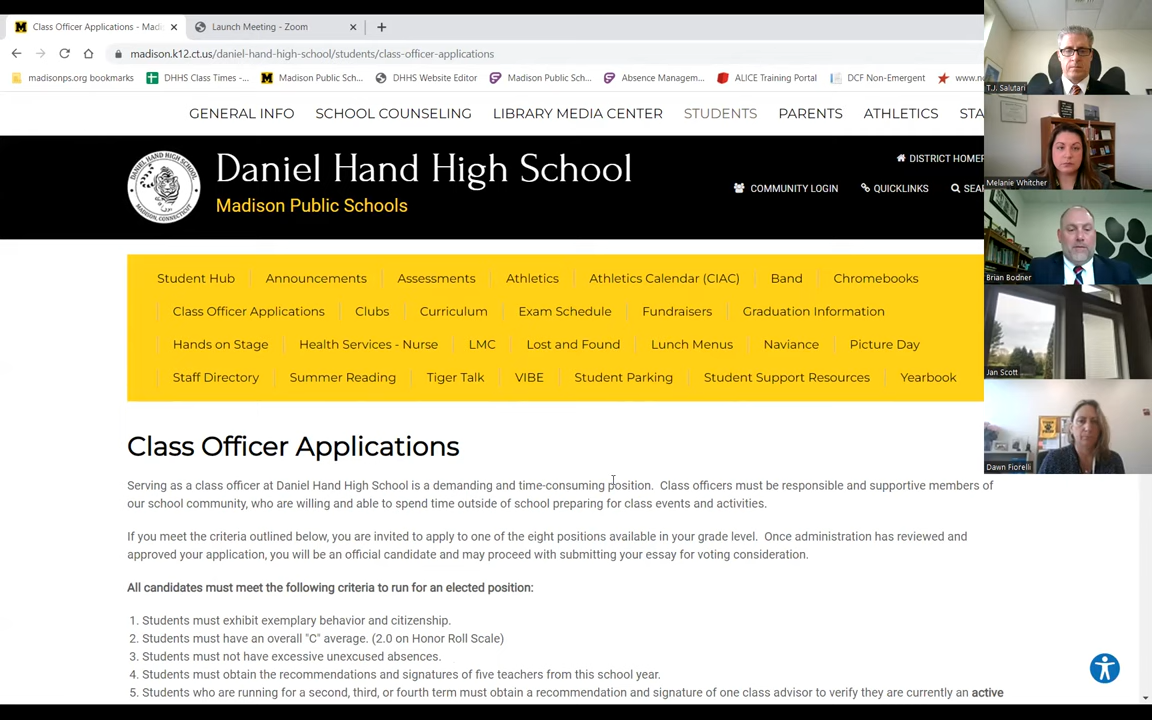 Class Officer Applications - Mad
Launch Meeting - Zoom
madison.k12.ct.us/daniel-hand-high-school/students/class-officer-applications
madisonps.org bookmarks
DHHS Class Times -...
Madison Public Sch...
DHHS Website Editor
Madison Public Sch...
Absence Managem...
ALICE Training Portal
DCF Non-Emergent
GENERAL INFO SCHOOL COUNSELING LIBRARY MEDIA CENTER STUDENTS PARENTS ATHLETICS STA
Daniel Hand High School
Madison Public Schools
DISTRICT HOMEP
COMMUNITY LOGIN QUICKLINKS SEA
Student Hub Announcements Assessments Athletics Athletics Calendar (CIAC) Band Chromebooks
Class Officer Applications Clubs Curriculum Exam Schedule Fundraisers Graduation Information
Hands on Stage Health Services - Nurse LMC Lost and Found Lunch Menus Naviance Picture Day
Staff Directory Summer Reading Tiger Talk VIBE Student Parking Student Support Resources Yearbook
Class Officer Applications
Serving as a class officer at Daniel Hand High School is a demanding and time-consuming position. Class officers must be responsible and supportive members of
our school community, who are willing and able to spend time outside of school preparing for class events and activities.
If you meet the criteria outlined below, you are invited to apply to one of the eight positions available in your grade level. Once administration has reviewed and
approved your application, you will be an official candidate and may proceed with submitting your essay for voting consideration.
All candidates must meet the following criteria to run for an elected position:
1. Students must exhibit exemplary behavior and citizenship.
2. Students must have an overall "C" average. (2.0 on Honor Roll Scale)
3. Students must not have excessive unexcused absences.
4. Students must obtain the recommendations and signatures of five teachers from this school year.
5. Students who are running for a second, third, or fourth term must obtain a recommendation and signature of one class advisor to verify they are currently an active
T.J. Salutari
Melanie Whitcher
Brian Bodner
Jan Scott
Dawn Fiorelli